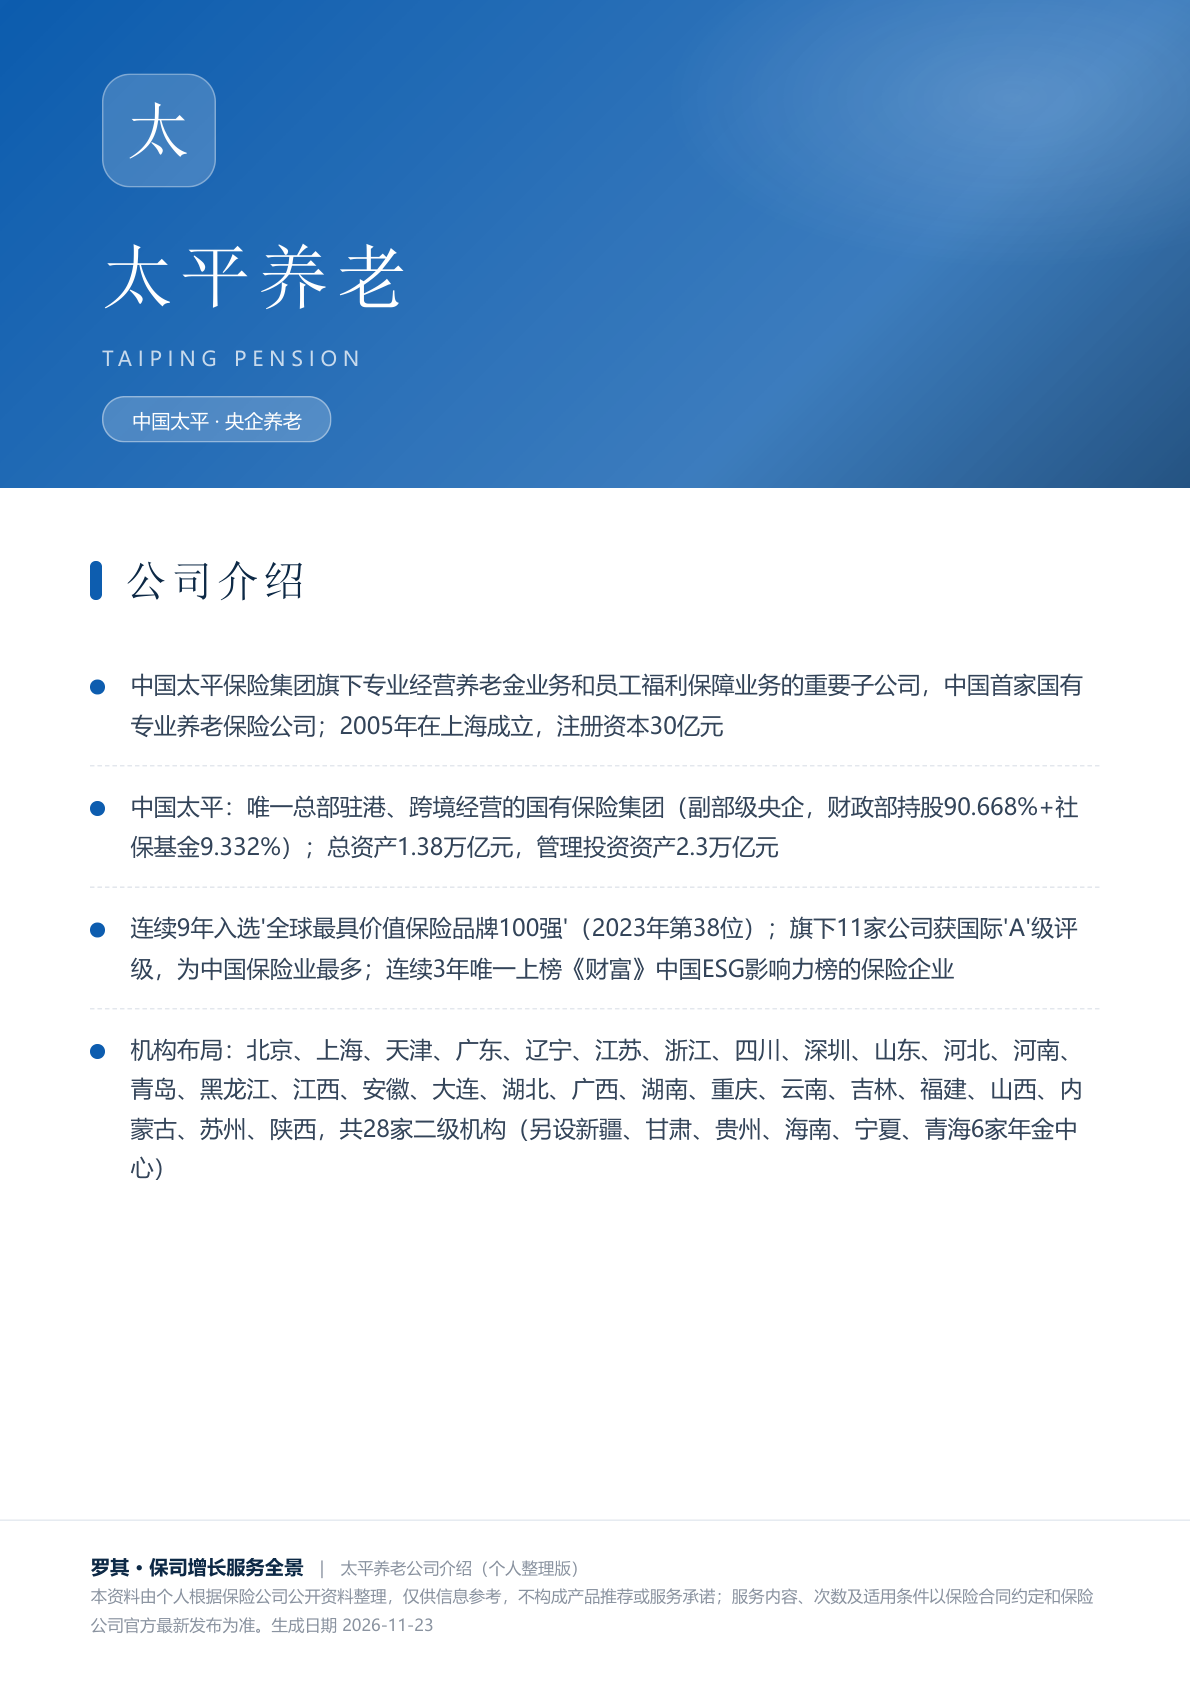 太
太平养老
TAIPING PENSION
中国太平 · 央企养老
公司介绍
中国太平保险集团旗下专业经营养老金业务和员工福利保障业务的重要子公司，中国首家国有
专业养老保险公司；2005年在上海成立，注册资本30亿元
中国太平：唯一总部驻港、跨境经营的国有保险集团（副部级央企，财政部持股90.668%+社
保基金9.332%）；总资产1.38万亿元，管理投资资产2.3万亿元
连续9年入选'全球最具价值保险品牌100强'（2023年第38位）；旗下11家公司获国际'A'级评
级，为中国保险业最多；连续3年唯一上榜《财富》中国ESG影响力榜的保险企业
机构布局：北京、上海、天津、广东、辽宁、江苏、浙江、四川、深圳、山东、河北、河南、
青岛、黑龙江、江西、安徽、大连、湖北、广西、湖南、重庆、云南、吉林、福建、山西、内
蒙古、苏州、陕西，共28家二级机构（另设新疆、甘肃、贵州、海南、宁夏、青海6家年金中
心）
罗其 • 保司增长服务全景 | 太平养老公司介绍（个人整理版）
本资料由个人根据保险公司公开资料整理，仅供信息参考，不构成产品推荐或服务承诺；服务内容、次数及适用条件以保险合同约定和保险
公司官方最新发布为准。生成日期 2026-11-23